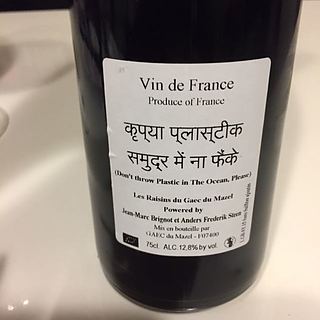 Vin de France
Produce of France
कृप्या प्लास्टीक
समुद्र में ना फैंके
(Don't throw Plastic in The Ocean, Please)
Les Raisins du Gaec du Mazel
Powered by
Jean-Marc Brignot et Anders Frederik Steen
Mis en bouteille par
GAEC du Mazel - F07400
75cl. ALC.12,8% by vol.